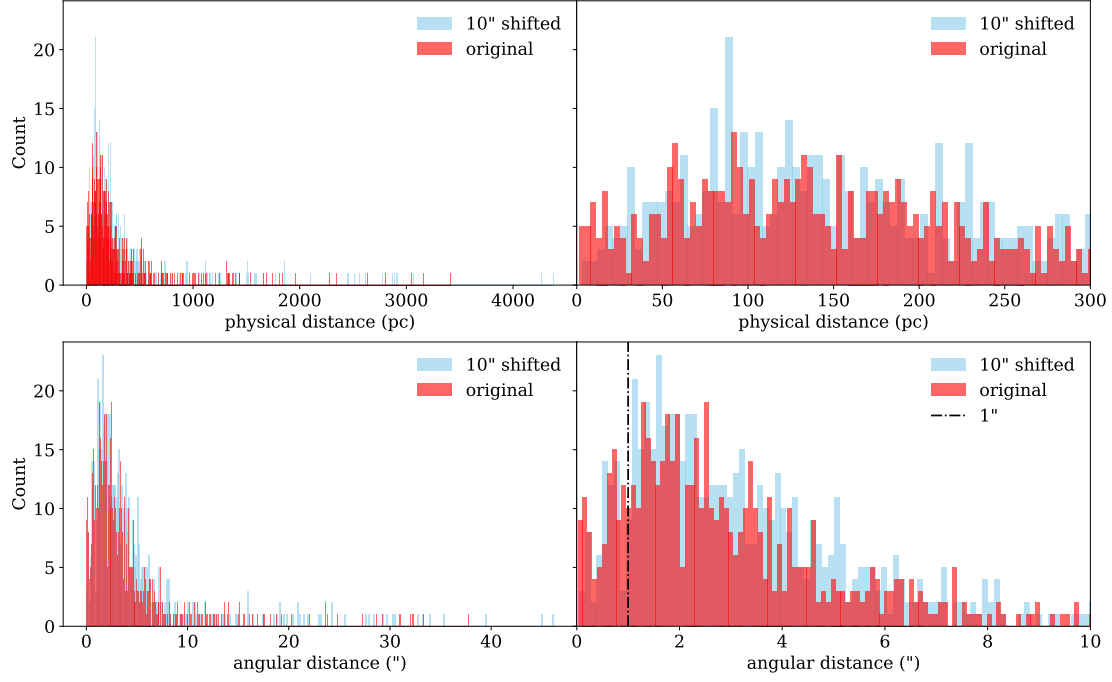 10" shifted
original
Count
20
15
10
5
0
0 1000 2000 3000 4000
physical distance (pc)
10" shifted
original
50 100 150 200 250 300
physical distance (pc)
10" shifted
original
Count
20
15
10
5
0
0 10 20 30 40
angular distance (")
10" shifted
original
1"
0 2 4 6 8 10
angular distance (")